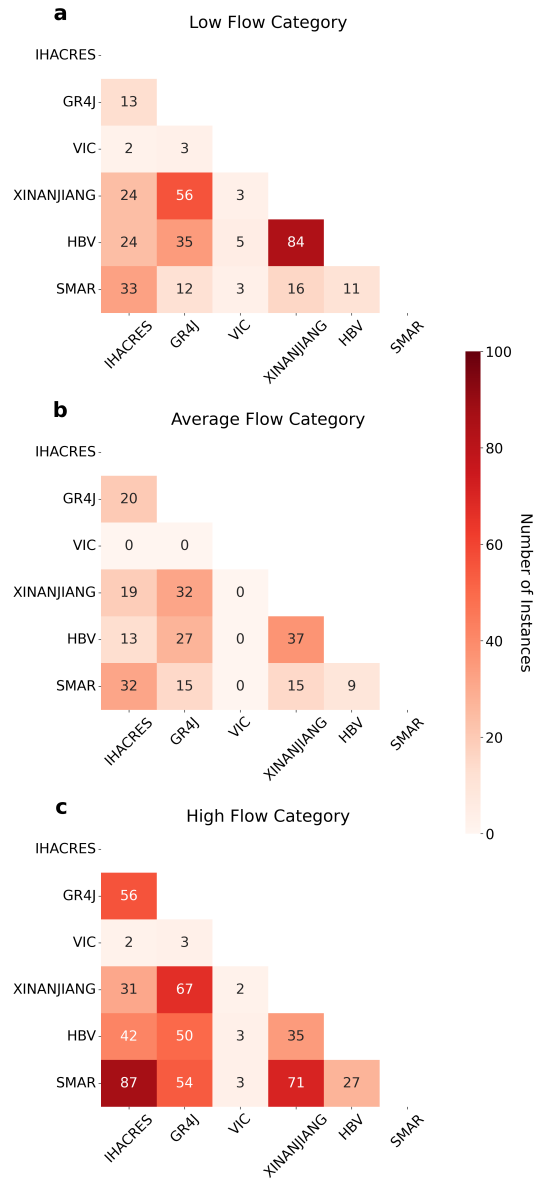 a
Low Flow Category
IHACRES
GR4J 13
VIC 2 3
XINANJIANG 24 56 3
HBV 24 35 5 84
SMAR 33 12 3 16 11
IHACRES GR4J VIC XINANJIANG HBV SMAR
b
Average Flow Category
IHACRES
GR4J 20
VIC 0 0
XINANJIANG 19 32 0
HBV 13 27 0 37
SMAR 32 15 0 15 9
IHACRES GR4J VIC XINANJIANG HBV SMAR
c
High Flow Category
IHACRES
GR4J 56
VIC 2 3
XINANJIANG 31 67 2
HBV 42 50 3 35
SMAR 87 54 3 71 27
IHACRES GR4J VIC XINANJIANG HBV SMAR
100
80
60
40
20
0
Number of Instances